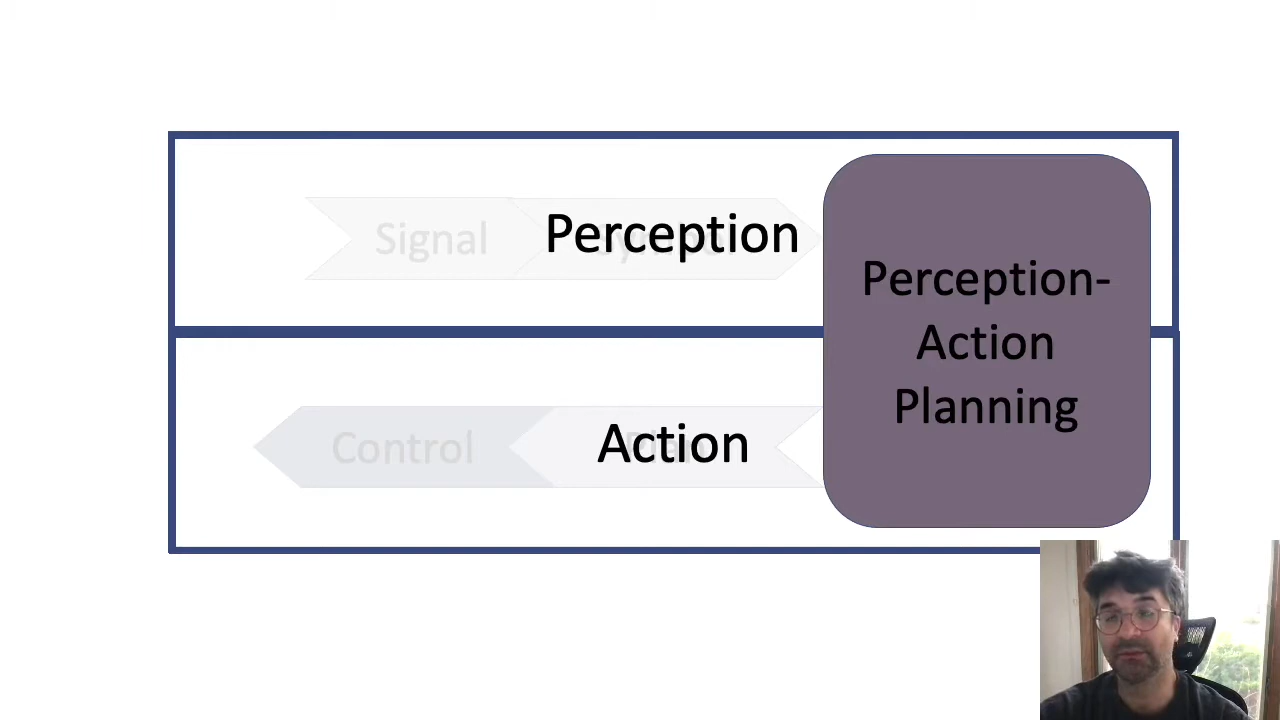 Signal
Perception
Perception-
Action
Planning
Control
Action